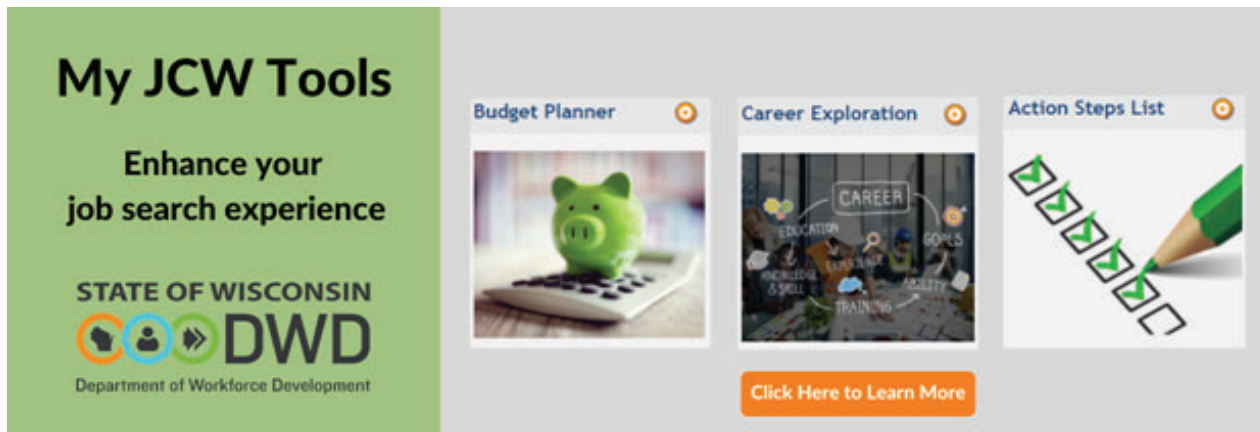 My JCW Tools
Enhance your
job search experience
STATE OF WISCONSIN
DWD
Department of Workforce Development
Budget Planner
Career Exploration
CAREER
EDUCATION
GOALS
KNOWLEDGE
& SKILL
EXPERIENCE
ABILITY
TRAINING
Action Steps List
Click Here to Learn More